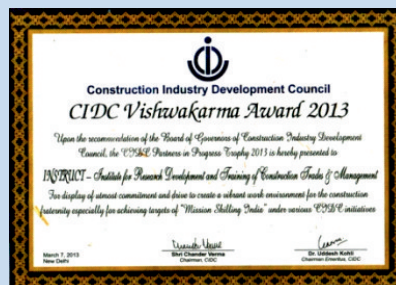 Construction Industry Development Council
CIDC Vishwakarma Award 2013
Upon the recommendation of the Board of Governors of Construction Industry Development
Council, the CIDC Partners in Progress Trophy 2013 is hereby presented to
INSTRUCT – Institute for Research Development and Training of Construction Trades & Management
For display of utmost commitment and drive to create a vibrant work environment for the construction
fraternity especially for achieving targets of "Mission Skilling India" under various CIDC initiatives
March 7, 2013
New Delhi
Shri Chander Verma
Chairman, CIDC
Dr. Uddesh Kohli
Chairman Emeritus, CIDC